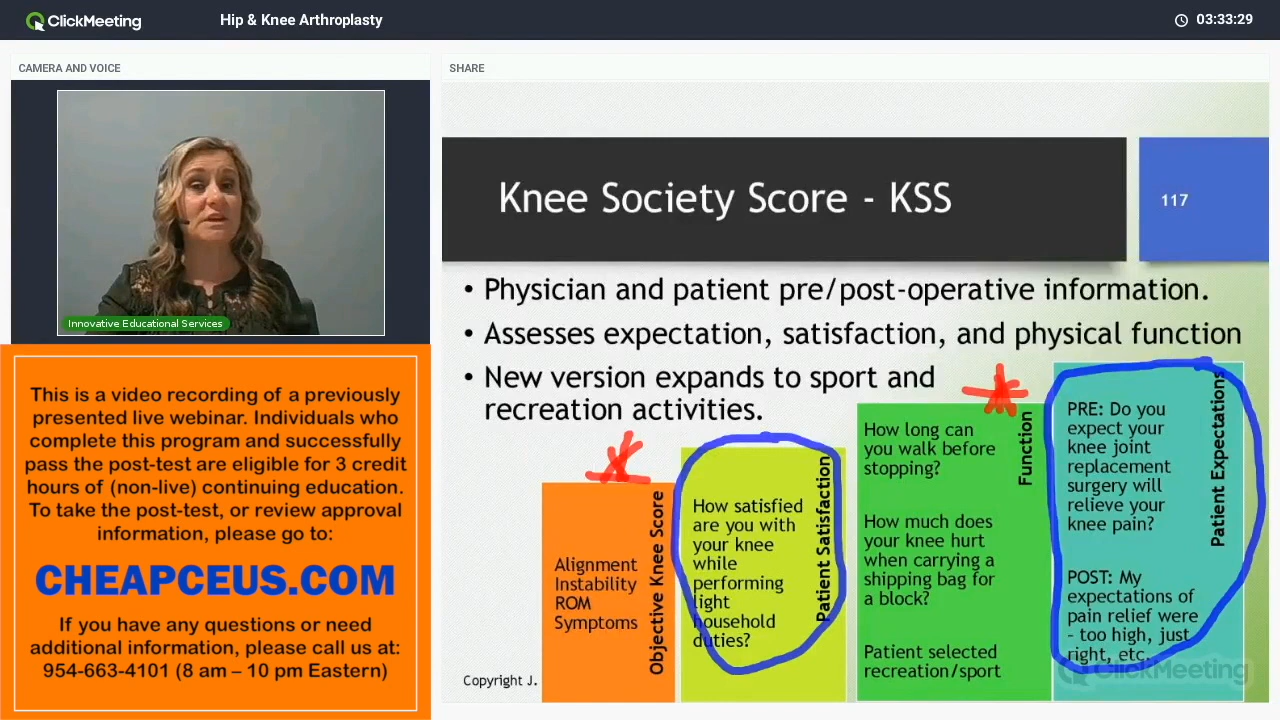 ClickMeeting
Hip & Knee Arthroplasty
03:33:29
CAMERA AND VOICE
SHARE
Innovative Educational Services
This is a video recording of a previously
presented live webinar. Individuals who
complete this program and successfully
pass the post-test are eligible for 3 credit
hours of (non-live) continuing education.
To take the post-test, or review approval
information, please go to:
CHEAPCEUS.COM
If you have any questions or need
additional information, please call us at:
954-663-4101 (8 am – 10 pm Eastern)
Knee Society Score - KSS
117
• Physician and patient pre/post-operative information.
• Assesses expectation, satisfaction, and physical function
• New version expands to sport and
recreation activities.
Alignment
Instability
ROM
Symptoms
Objective Knee Score
How satisfied
are you with
your knee
while
performing
light
household
duties?
Patient Satisfaction
How long can
you walk before
stopping?
How much does
your knee hurt
when carrying a
shipping bag for
a block?
Patient selected
recreation/sport
Function
PRE: Do you
expect your
knee joint
replacement
surgery will
relieve your
knee pain?
POST: My
expectations of
pain relief were
- too high, just
right, etc.
Patient Expectations
Copyright J.
ClickMeeting